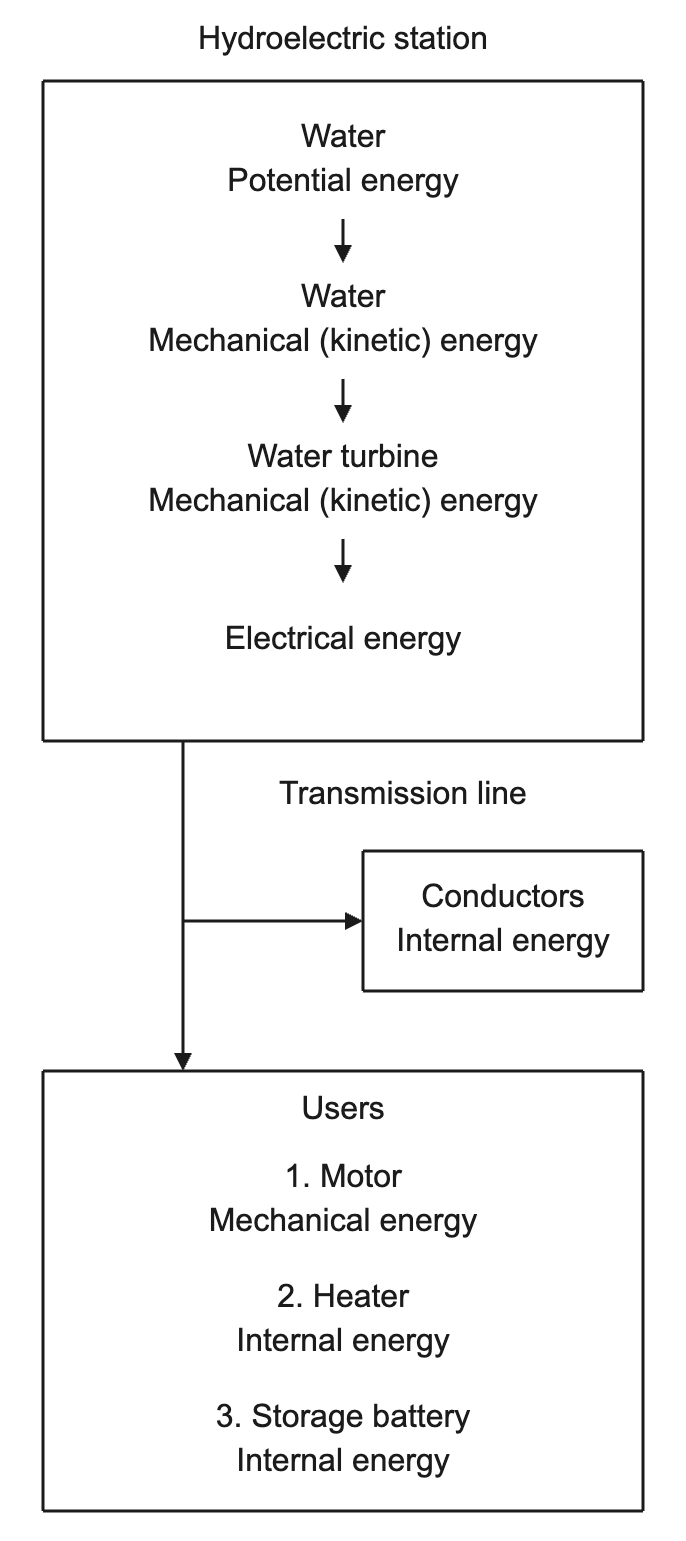 Hydroelectric station
Water
Potential energy
Water
Mechanical (kinetic) energy
Water turbine
Mechanical (kinetic) energy
Electrical energy
Transmission line
Conductors
Internal energy
Users
1. Motor
Mechanical energy
2. Heater
Internal energy
3. Storage battery
Internal energy